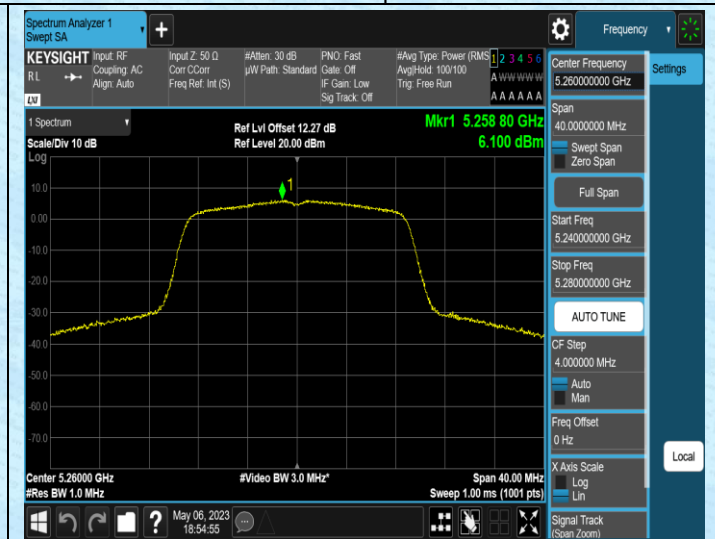 Spectrum Analyzer 1
Swept SA
+
Frequency
KEYSIGHT
RL
LXI
Input: RF
Coupling: AC
Align: Auto
Input Z: 50 Ω
Corr CCorr
Freq Ref: Int (S)
#Atten: 30 dB
µW Path: Standard
PNO: Fast
Gate: Off
IF Gain: Low
Sig Track: Off
#Avg Type: Power (RMS
Avg|Hold: 100/100
Trig: Free Run
1 2 3 4 5 6
A W W W W W
A A A A A A
1 Spectrum
Scale/Div 10 dB
Ref Lvl Offset 12.27 dB
Ref Level 20.00 dBm
Mkr1 5.258 80 GHz
6.100 dBm
Log
10.0
0.00
-10.0
-20.0
-30.0
-40.0
-50.0
-60.0
-70.0
1
Center 5.26000 GHz
#Res BW 1.0 MHz
#Video BW 3.0 MHz*
Span 40.00 MHz
Sweep 1.00 ms (1001 pts)
?
May 06, 2023
18:54:55
Center Frequency
5.260000000 GHz
Span
40.0000000 MHz
Swept Span
Zero Span
Full Span
Start Freq
5.240000000 GHz
Stop Freq
5.280000000 GHz
AUTO TUNE
CF Step
4.000000 MHz
Auto
Man
Freq Offset
0 Hz
X Axis Scale
Log
Lin
Signal Track
(Span Zoom)
Settings
Local